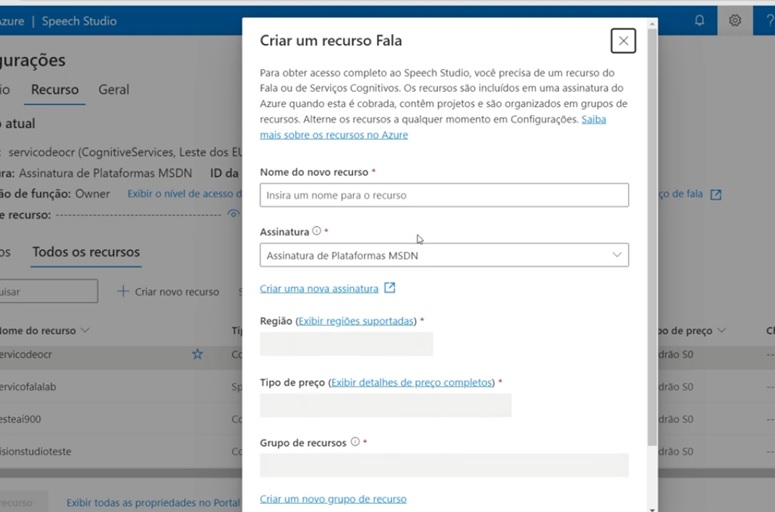 Azure | Speech Studio
Criar um recurso Fala
Para obter acesso completo ao Speech Studio, você precisa de um recurso do
Fala ou de Serviços Cognitivos. Os recursos são incluídos em uma assinatura do
Azure quando esta é cobrada, contêm projetos e são organizados em grupos de
recursos. Alterne os recursos a qualquer momento em Configurações. Saiba
mais sobre os recursos no Azure
Nome do novo recurso *
Insira um nome para o recurso
Assinatura *
Assinatura de Plataformas MSDN
Criar uma nova assinatura
Região (Exibir regiões suportadas) *
Tipo de preço (Exibir detalhes de preço completos) *
Grupo de recursos *
Criar um novo grupo de recurso
gurações
io Recurso Geral
o atual
: servicodeocr (CognitiveServices, Leste dos EU
ura: Assinatura de Plataformas MSDN ID da
ão de função: Owner Exibir o nível de acesso d
e recurso: ço de fala
os Todos os recursos
uisar + Criar novo recurso
Nome do recurso Ti po de preço Cl
servicodeocr Co drão S0 --
ervicofalalab Sp drão S0 --
esteai900 Co drão S0 --
isionstudioteste Co drão S0 --
recurso Exibir todas as propriedades no Portal